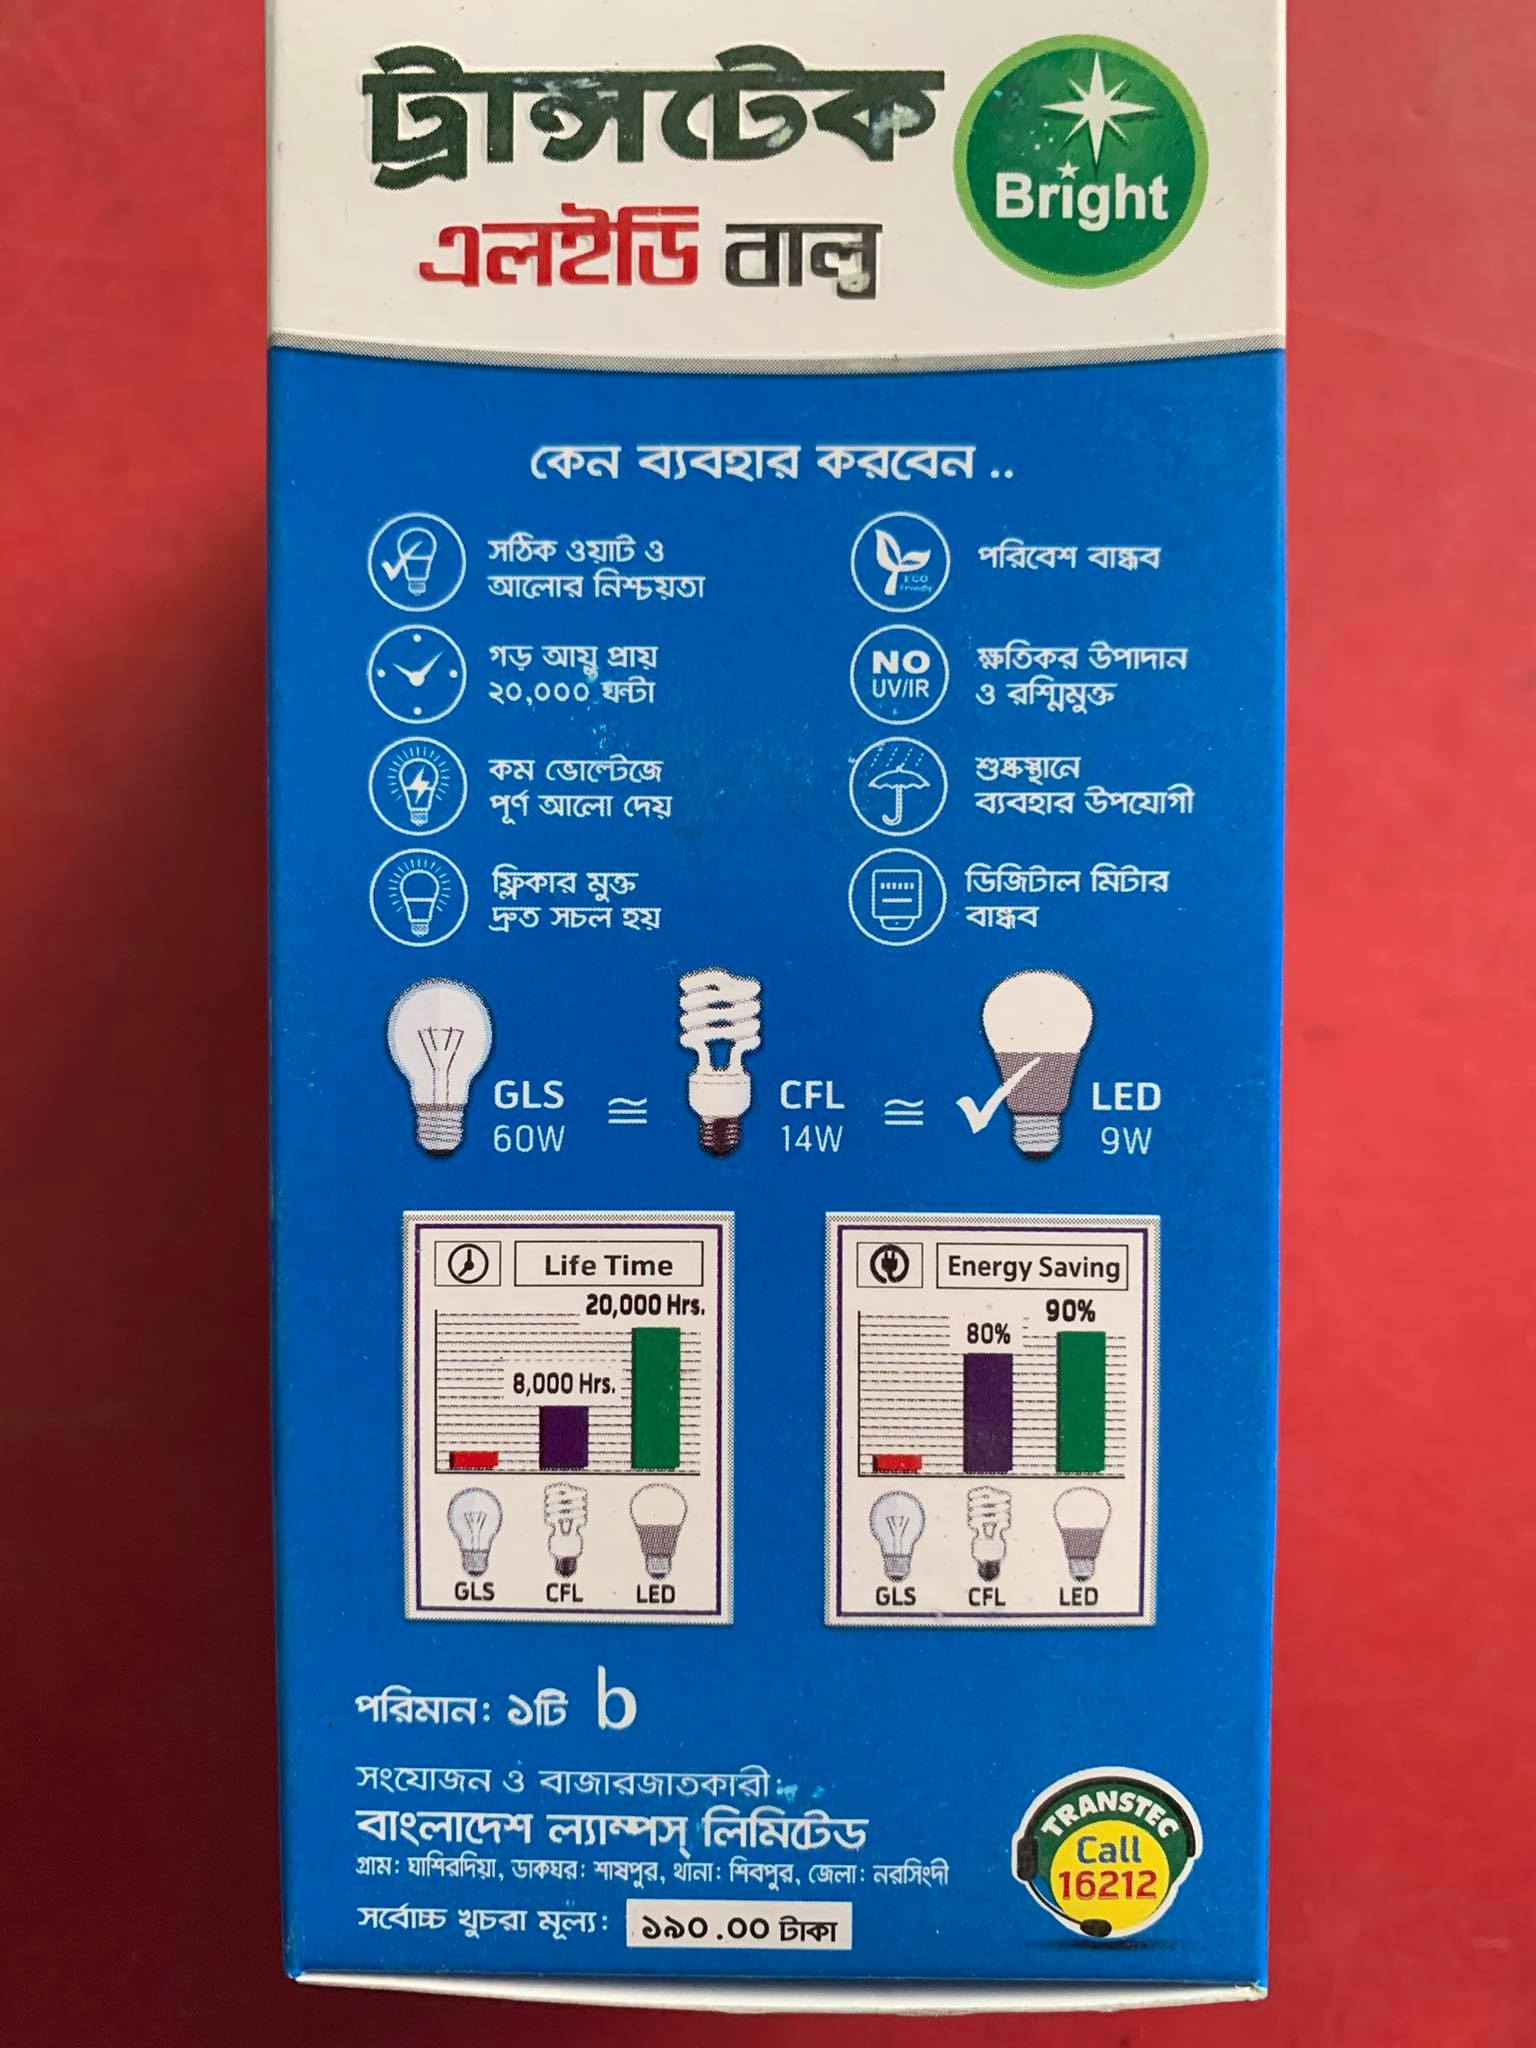 ট্রান্সটেক
Bright
এলইডি বাল্ব
কেন ব্যবহার করবেন ..
সঠিক ওয়াট ও
আলোর নিশ্চয়তা
ECO
Friendly
পরিবেশ বান্ধব
গড় আয়ু প্রায়
২০,০০০ ঘন্টা
NO
UV/IR
ক্ষতিকর উপাদান
ও রশ্মিমুক্ত
কম ভোল্টেজে
পূর্ণ আলো দেয়
শুষ্কস্থানে
ব্যবহার উপযোগী
ফ্লিকার মুক্ত
দ্রুত সচল হয়
ডিজিটাল মিটার
বান্ধব
GLS
60W
≅
CFL
14W
≅
LED
9W
Life Time
20,000 Hrs.
8,000 Hrs.
GLS CFL LED
Energy Saving
90%
80%
GLS CFL LED
পরিমান: ১টি b
সংযোজন ও বাজারজাতকারী:
বাংলাদেশ ল্যাম্পস্ লিমিটেড
গ্রাম: ঘাশিরদিয়া, ডাকঘর: শাষপুর, থানা: শিবপুর, জেলা: নরসিংদী
সর্বোচ্চ খুচরা মূল্য: ১৯০.00 টাকা
TRANSTEC
Call
16212